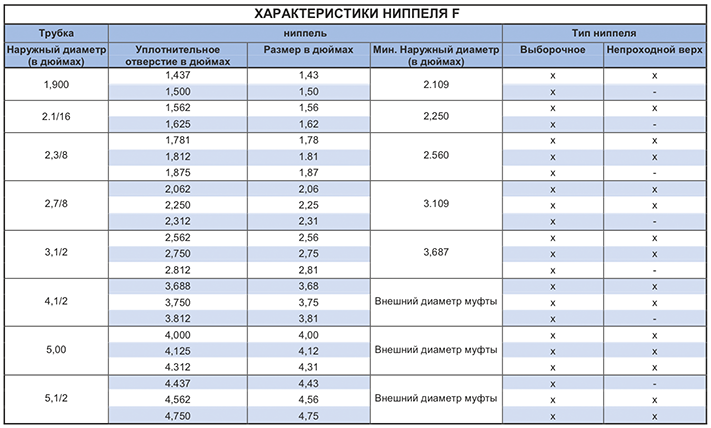 ХАРАКТЕРИСТИКИ НИППЕЛЯ F
Трубка ниппель Тип ниппеля
Наружный диаметр (в дюймах) Уплотнительное отверстие в дюймах Размер в дюймах Мин. Наружный диаметр (в дюймах) Выборочное Непроходной верх
1,900 1,437 1,43 2.109 x x
1,500 1,50 x -
2.1/16 1,562 1,56 2,250 x x
1,625 1,62 x -
2,3/8 1,781 1,78 2.560 x x
1,812 1.81 x x
1,875 1,87 x -
2,7/8 2,062 2,06 3.109 x x
2,250 2,25 x x
2,312 2,31 x -
3,1/2 2,562 2,56 3,687 x x
2,750 2,75 x x
2.812 2,81 x -
4,1/2 3,688 3,68 Внешний диаметр муфты x x
3,750 3,75 x x
3.812 3,81 x -
5,00 4,000 4,00 Внешний диаметр муфты x x
4,125 4,12 x x
4.312 4,31 x x
5,1/2 4.437 4,43 Внешний диаметр муфты x -
4,562 4,56 x x
4,750 4,75 x x